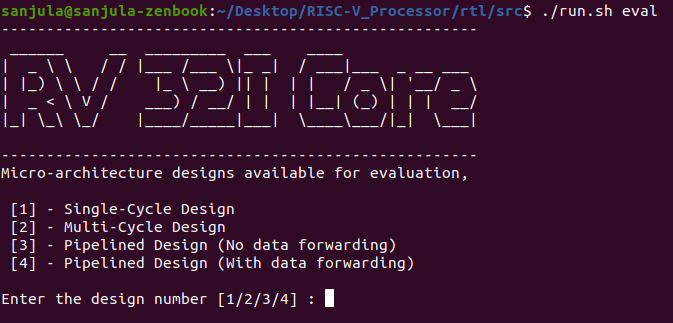 sanjula@sanjula-zenbook:~/Desktop/RISC-V_Processor/rtl/src$ ./run.sh eval
-----------------------------------------------------
RV 32I Core
-----------------------------------------------------
Micro-architecture designs available for evaluation,
[1] - Single-Cycle Design
[2] - Multi-Cycle Design
[3] - Pipelined Design (No data forwarding)
[4] - Pipelined Design (With data forwarding)
Enter the design number [1/2/3/4] :